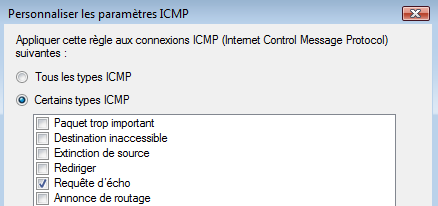 Personnaliser les paramètres ICMP
Appliquer cette règle aux connexions ICMP (Internet Control Message Protocol)
suivantes :
Tous les types ICMP
Certains types ICMP
Paquet trop important
Destination inaccessible
Extinction de source
Rediriger
Requête d'écho
Annonce de routage